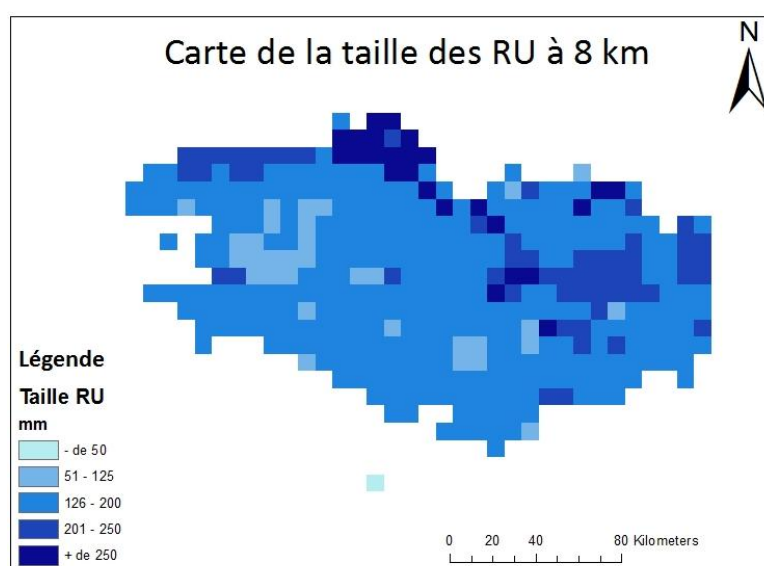 Carte de la taille des RU à 8 km
N
Légende
Taille RU
mm
- de 50
51 - 125
126 - 200
201 - 250
+ de 250
0 20 40 80 Kilometers